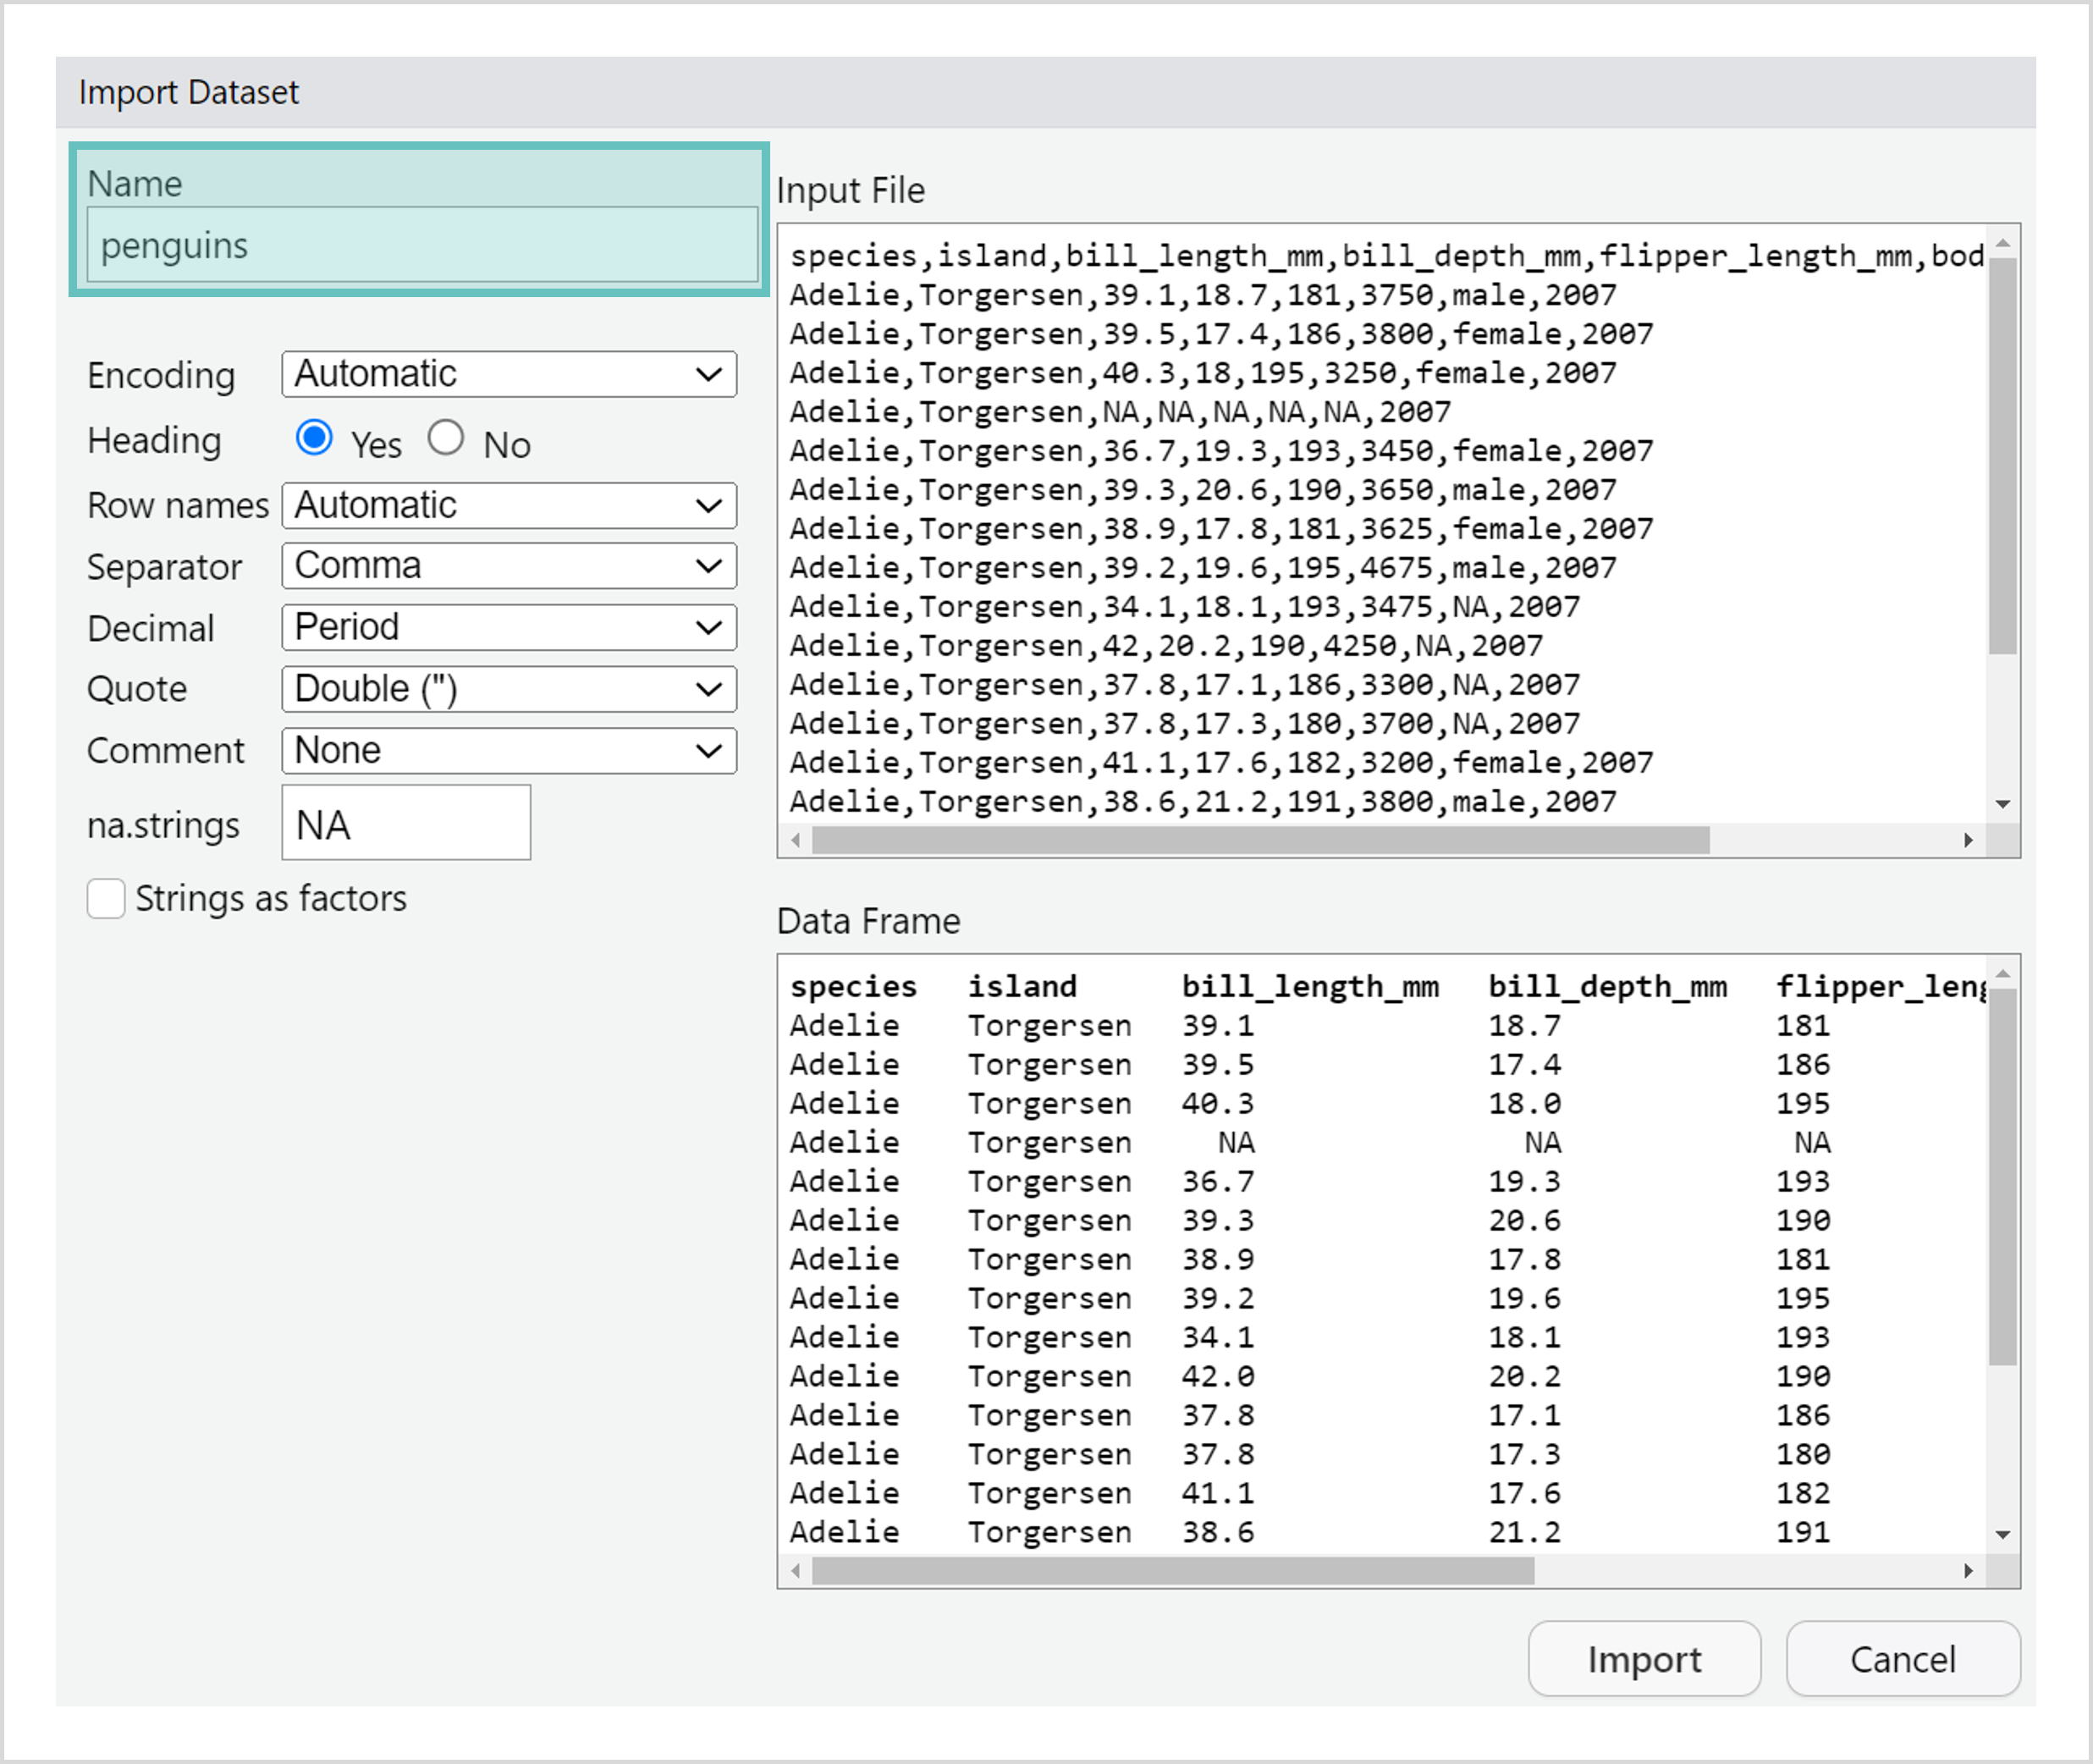 Import Dataset
Name
penguins
Encoding Automatic
Heading Yes No
Row names Automatic
Separator Comma
Decimal Period
Quote Double (")
Comment None
na.strings NA
Strings as factors
Input File
species,island,bill_length_mm,bill_depth_mm,flipper_length_mm,bod
Adelie,Torgersen,39.1,18.7,181,3750,male,2007
Adelie,Torgersen,39.5,17.4,186,3800,female,2007
Adelie,Torgersen,40.3,18,195,3250,female,2007
Adelie,Torgersen,NA,NA,NA,NA,NA,2007
Adelie,Torgersen,36.7,19.3,193,3450,female,2007
Adelie,Torgersen,39.3,20.6,190,3650,male,2007
Adelie,Torgersen,38.9,17.8,181,3625,female,2007
Adelie,Torgersen,39.2,19.6,195,4675,male,2007
Adelie,Torgersen,34.1,18.1,193,3475,NA,2007
Adelie,Torgersen,42,20.2,190,4250,NA,2007
Adelie,Torgersen,37.8,17.1,186,3300,NA,2007
Adelie,Torgersen,37.8,17.3,180,3700,NA,2007
Adelie,Torgersen,41.1,17.6,182,3200,female,2007
Adelie,Torgersen,38.6,21.2,191,3800,male,2007
Data Frame
species island bill_length_mm bill_depth_mm flipper_leng
Adelie Torgersen 39.1 18.7 181
Adelie Torgersen 39.5 17.4 186
Adelie Torgersen 40.3 18.0 195
Adelie Torgersen NA NA NA
Adelie Torgersen 36.7 19.3 193
Adelie Torgersen 39.3 20.6 190
Adelie Torgersen 38.9 17.8 181
Adelie Torgersen 39.2 19.6 195
Adelie Torgersen 34.1 18.1 193
Adelie Torgersen 42.0 20.2 190
Adelie Torgersen 37.8 17.1 186
Adelie Torgersen 37.8 17.3 180
Adelie Torgersen 41.1 17.6 182
Adelie Torgersen 38.6 21.2 191
Import Cancel